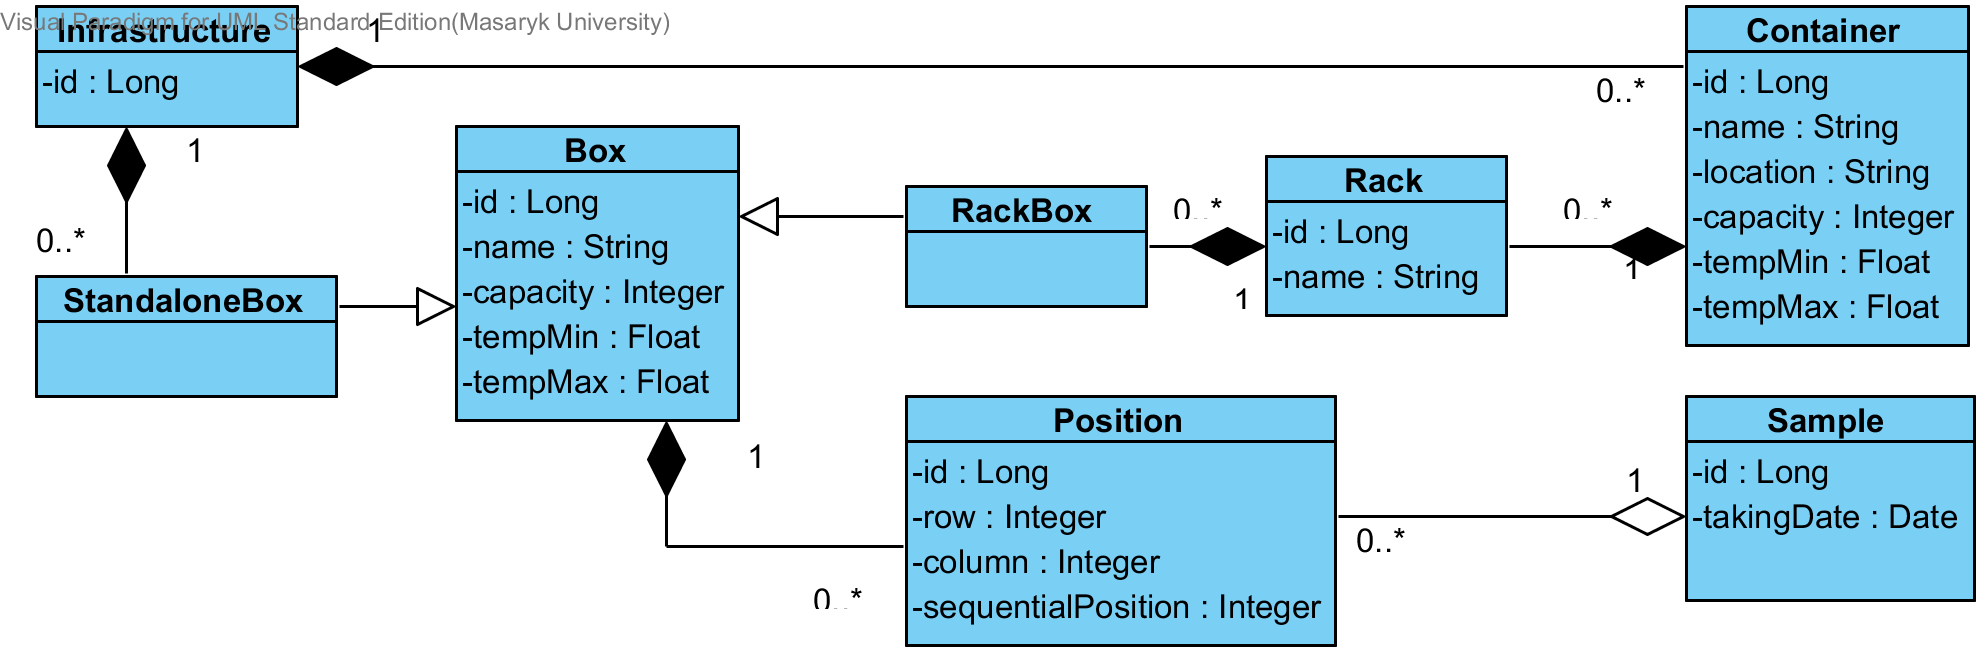 Visual Paradigm for UML Standard Edition(Masaryk University)
Infrastructure
-id : Long
1
0..*
1
0..*
StandaloneBox
Box
-id : Long
-name : String
-capacity : Integer
-tempMin : Float
-tempMax : Float
RackBox
0..*
1
Rack
-id : Long
-name : String
0..*
1
Container
-id : Long
-name : String
-location : String
-capacity : Integer
-tempMin : Float
-tempMax : Float
1
0..*
Position
-id : Long
-row : Integer
-column : Integer
-sequentialPosition : Integer
0..*
1
Sample
-id : Long
-takingDate : Date